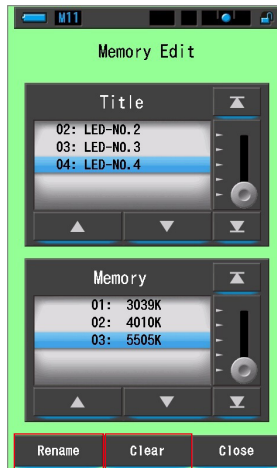 M11
Memory Edit
Title
02: LED-NO.2
03: LED-NO.3
04: LED-NO.4
Memory
01: 3039K
02: 4010K
03: 5505K
Rename Clear Close